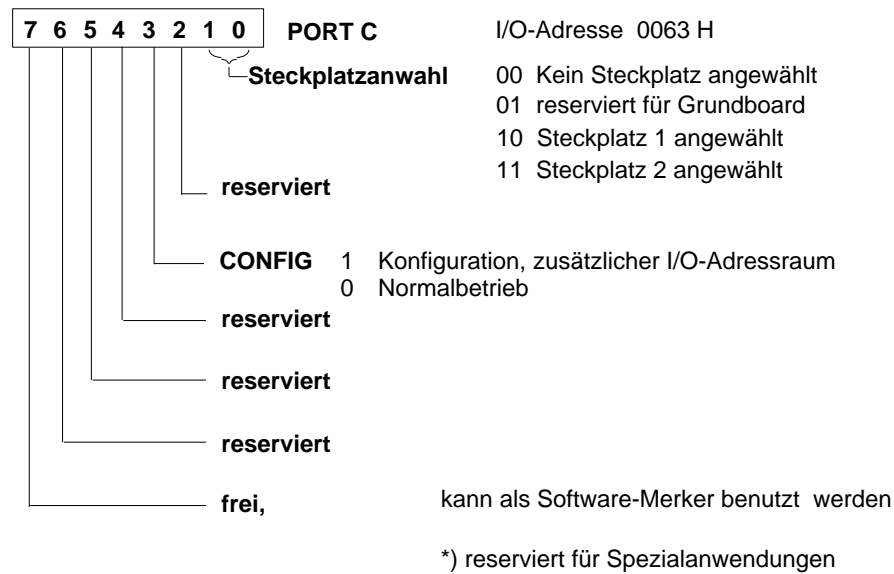 7 6 5 4 3 2 1 0 PORT C I/O-Adresse 0063 H
Steckplatzanwahl 00 Kein Steckplatz angewählt
01 reserviert für Grundboard
10 Steckplatz 1 angewählt
11 Steckplatz 2 angewählt
reserviert
CONFIG 1 Konfiguration, zusätzlicher I/O-Adressraum
0 Normalbetrieb
reserviert
reserviert
reserviert
frei, kann als Software-Merker benutzt werden
*) reserviert für Spezialanwendungen